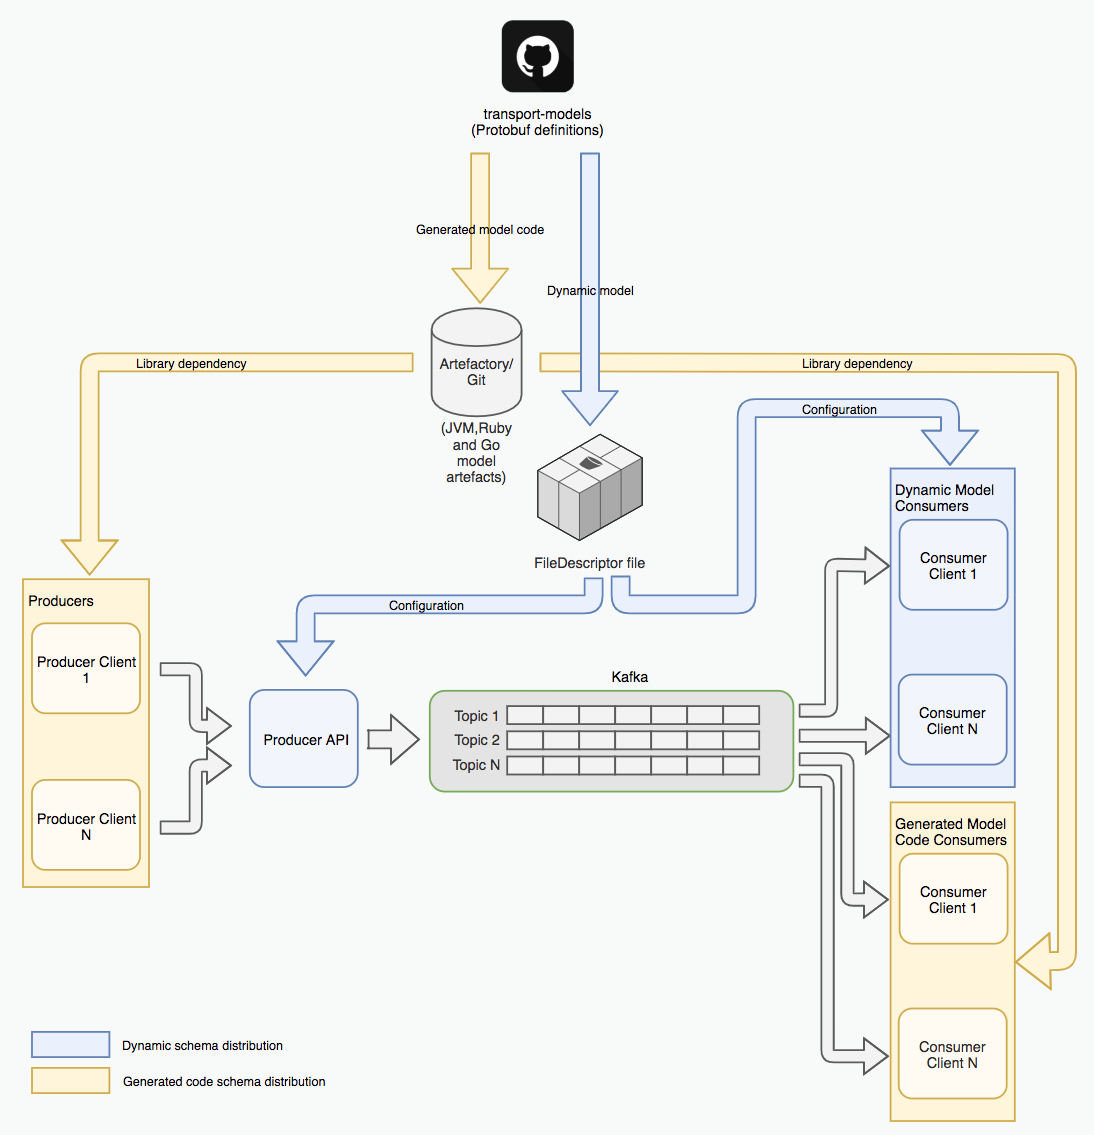 transport-models
(Protobuf definitions)
Generated model code
Dynamic model
Library dependency
Artefactory/
Git
Library dependency
(JVM,Ruby
and Go
model
artefacts)
Configuration
FileDescriptor file
Configuration
Dynamic Model
Consumers
Consumer
Client 1
Consumer
Client N
Producers
Producer Client
1
Producer Client
N
Producer API
Kafka
Topic 1
Topic 2
Topic N
Generated Model
Code Consumers
Consumer
Client 1
Consumer
Client N
Dynamic schema distribution
Generated code schema distribution